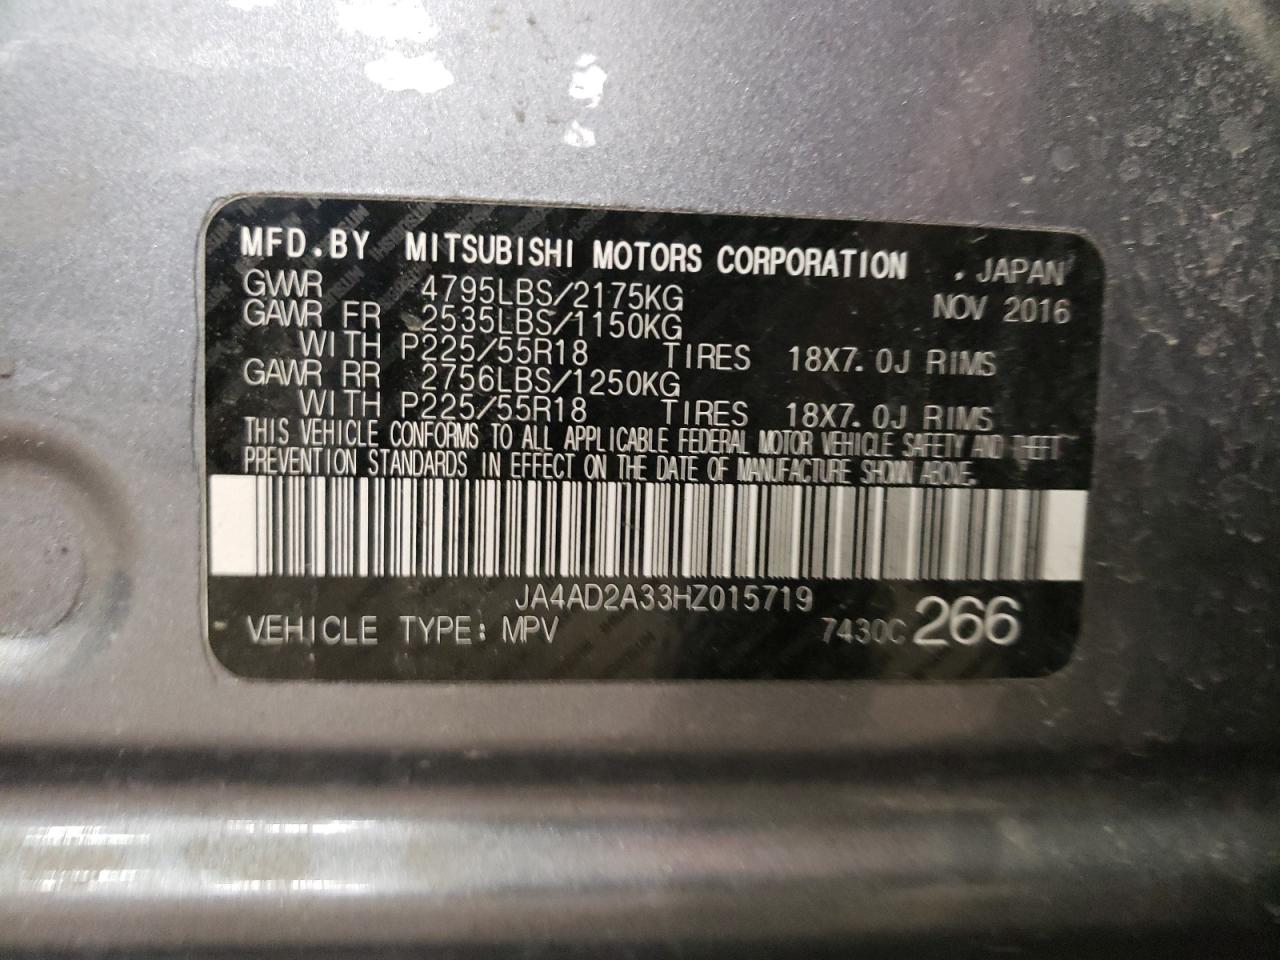 MFD.BY MITSUBISHI MOTORS CORPORATION , JAPAN
GVWR 4795LBS/2175KG NOV 2016
GAWR FR 2535LBS/1150KG
WITH P225/55R18 TIRES 18X7.0J RIMS
GAWR RR 2756LBS/1250KG
WITH P225/55R18 TIRES 18X7.0J RIMS
THIS VEHICLE CONFORMS TO ALL APPLICABLE FEDERAL MOTOR VEHICLE SAFETY AND THEFT
PREVENTION STANDARDS IN EFFECT ON THE DATE OF MANUFACTURE SHOWN ABOVE.
JA4AD2A33HZ015719
VEHICLE TYPE: MPV 7430C 266